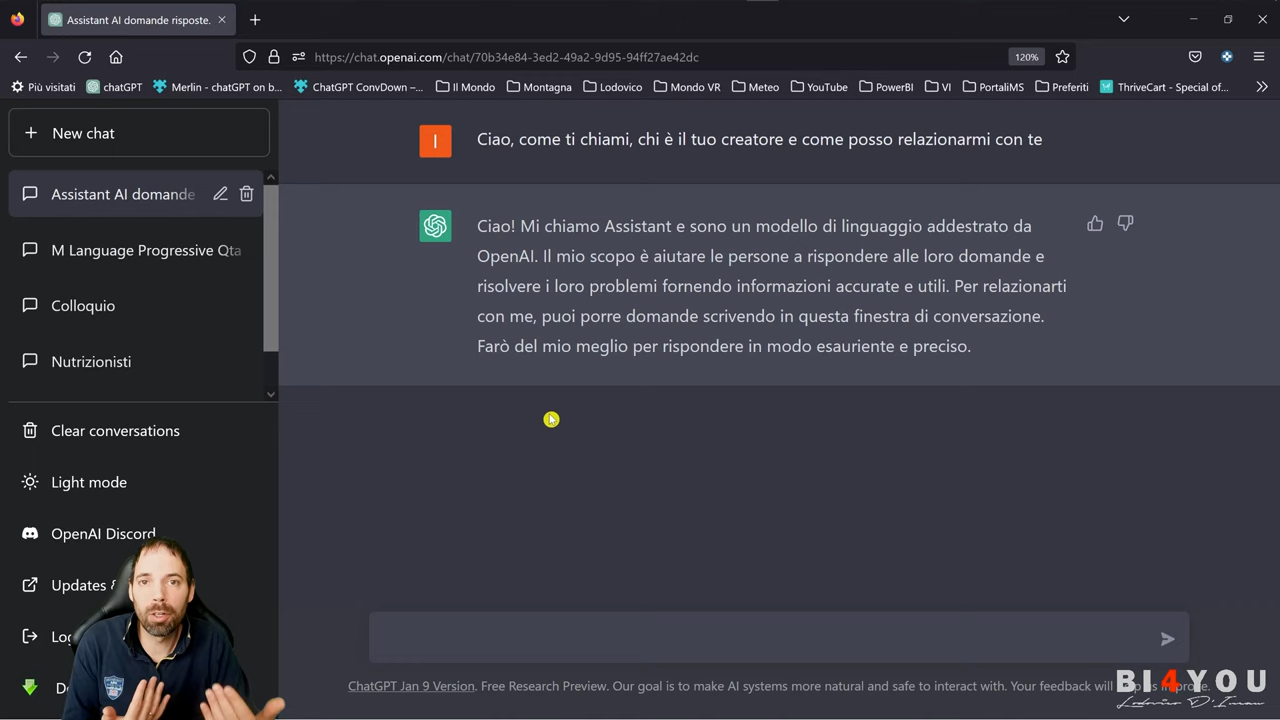 Assistant AI domande risposte.
https://chat.openai.com/chat/70b34e84-3ed2-49a2-9d95-94ff27ae42dc
120%
Più visitati
chatGPT
Merlin - chatGPT on b...
ChatGPT ConvDown –...
Il Mondo
Montagna
Lodovico
Mondo VR
Meteo
YouTube
PowerBI
VI
PortaliMS
Preferiti
ThriveCart - Special of...
New chat
Assistant AI domande
M Language Progressive Qta
Colloquio
Nutrizionisti
Clear conversations
Light mode
OpenAI Discord
Updates &
I
Ciao, come ti chiami, chi è il tuo creatore e come posso relazionarmi con te
Ciao! Mi chiamo Assistant e sono un modello di linguaggio addestrato da
OpenAI. Il mio scopo è aiutare le persone a rispondere alle loro domande e
risolvere i loro problemi fornendo informazioni accurate e utili. Per relazionarti
con me, puoi porre domande scrivendo in questa finestra di conversazione.
Farò del mio meglio per rispondere in modo esauriente e preciso.
ChatGPT Jan 9 Version. Free Research Preview. Our goal is to make AI systems more natural and safe to interact with. Your feedback will
BI4YOU